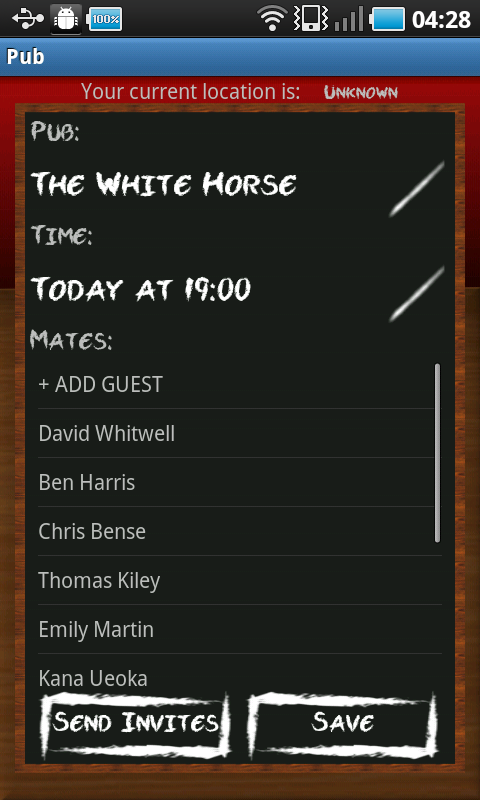 100% 04:28
Pub
Your current location is: Unknown
Pub:
The White Horse
Time:
Today at 19:00
Mates:
+ ADD GUEST
David Whitwell
Ben Harris
Chris Bense
Thomas Kiley
Emily Martin
Kana Ueoka
Send Invites Save